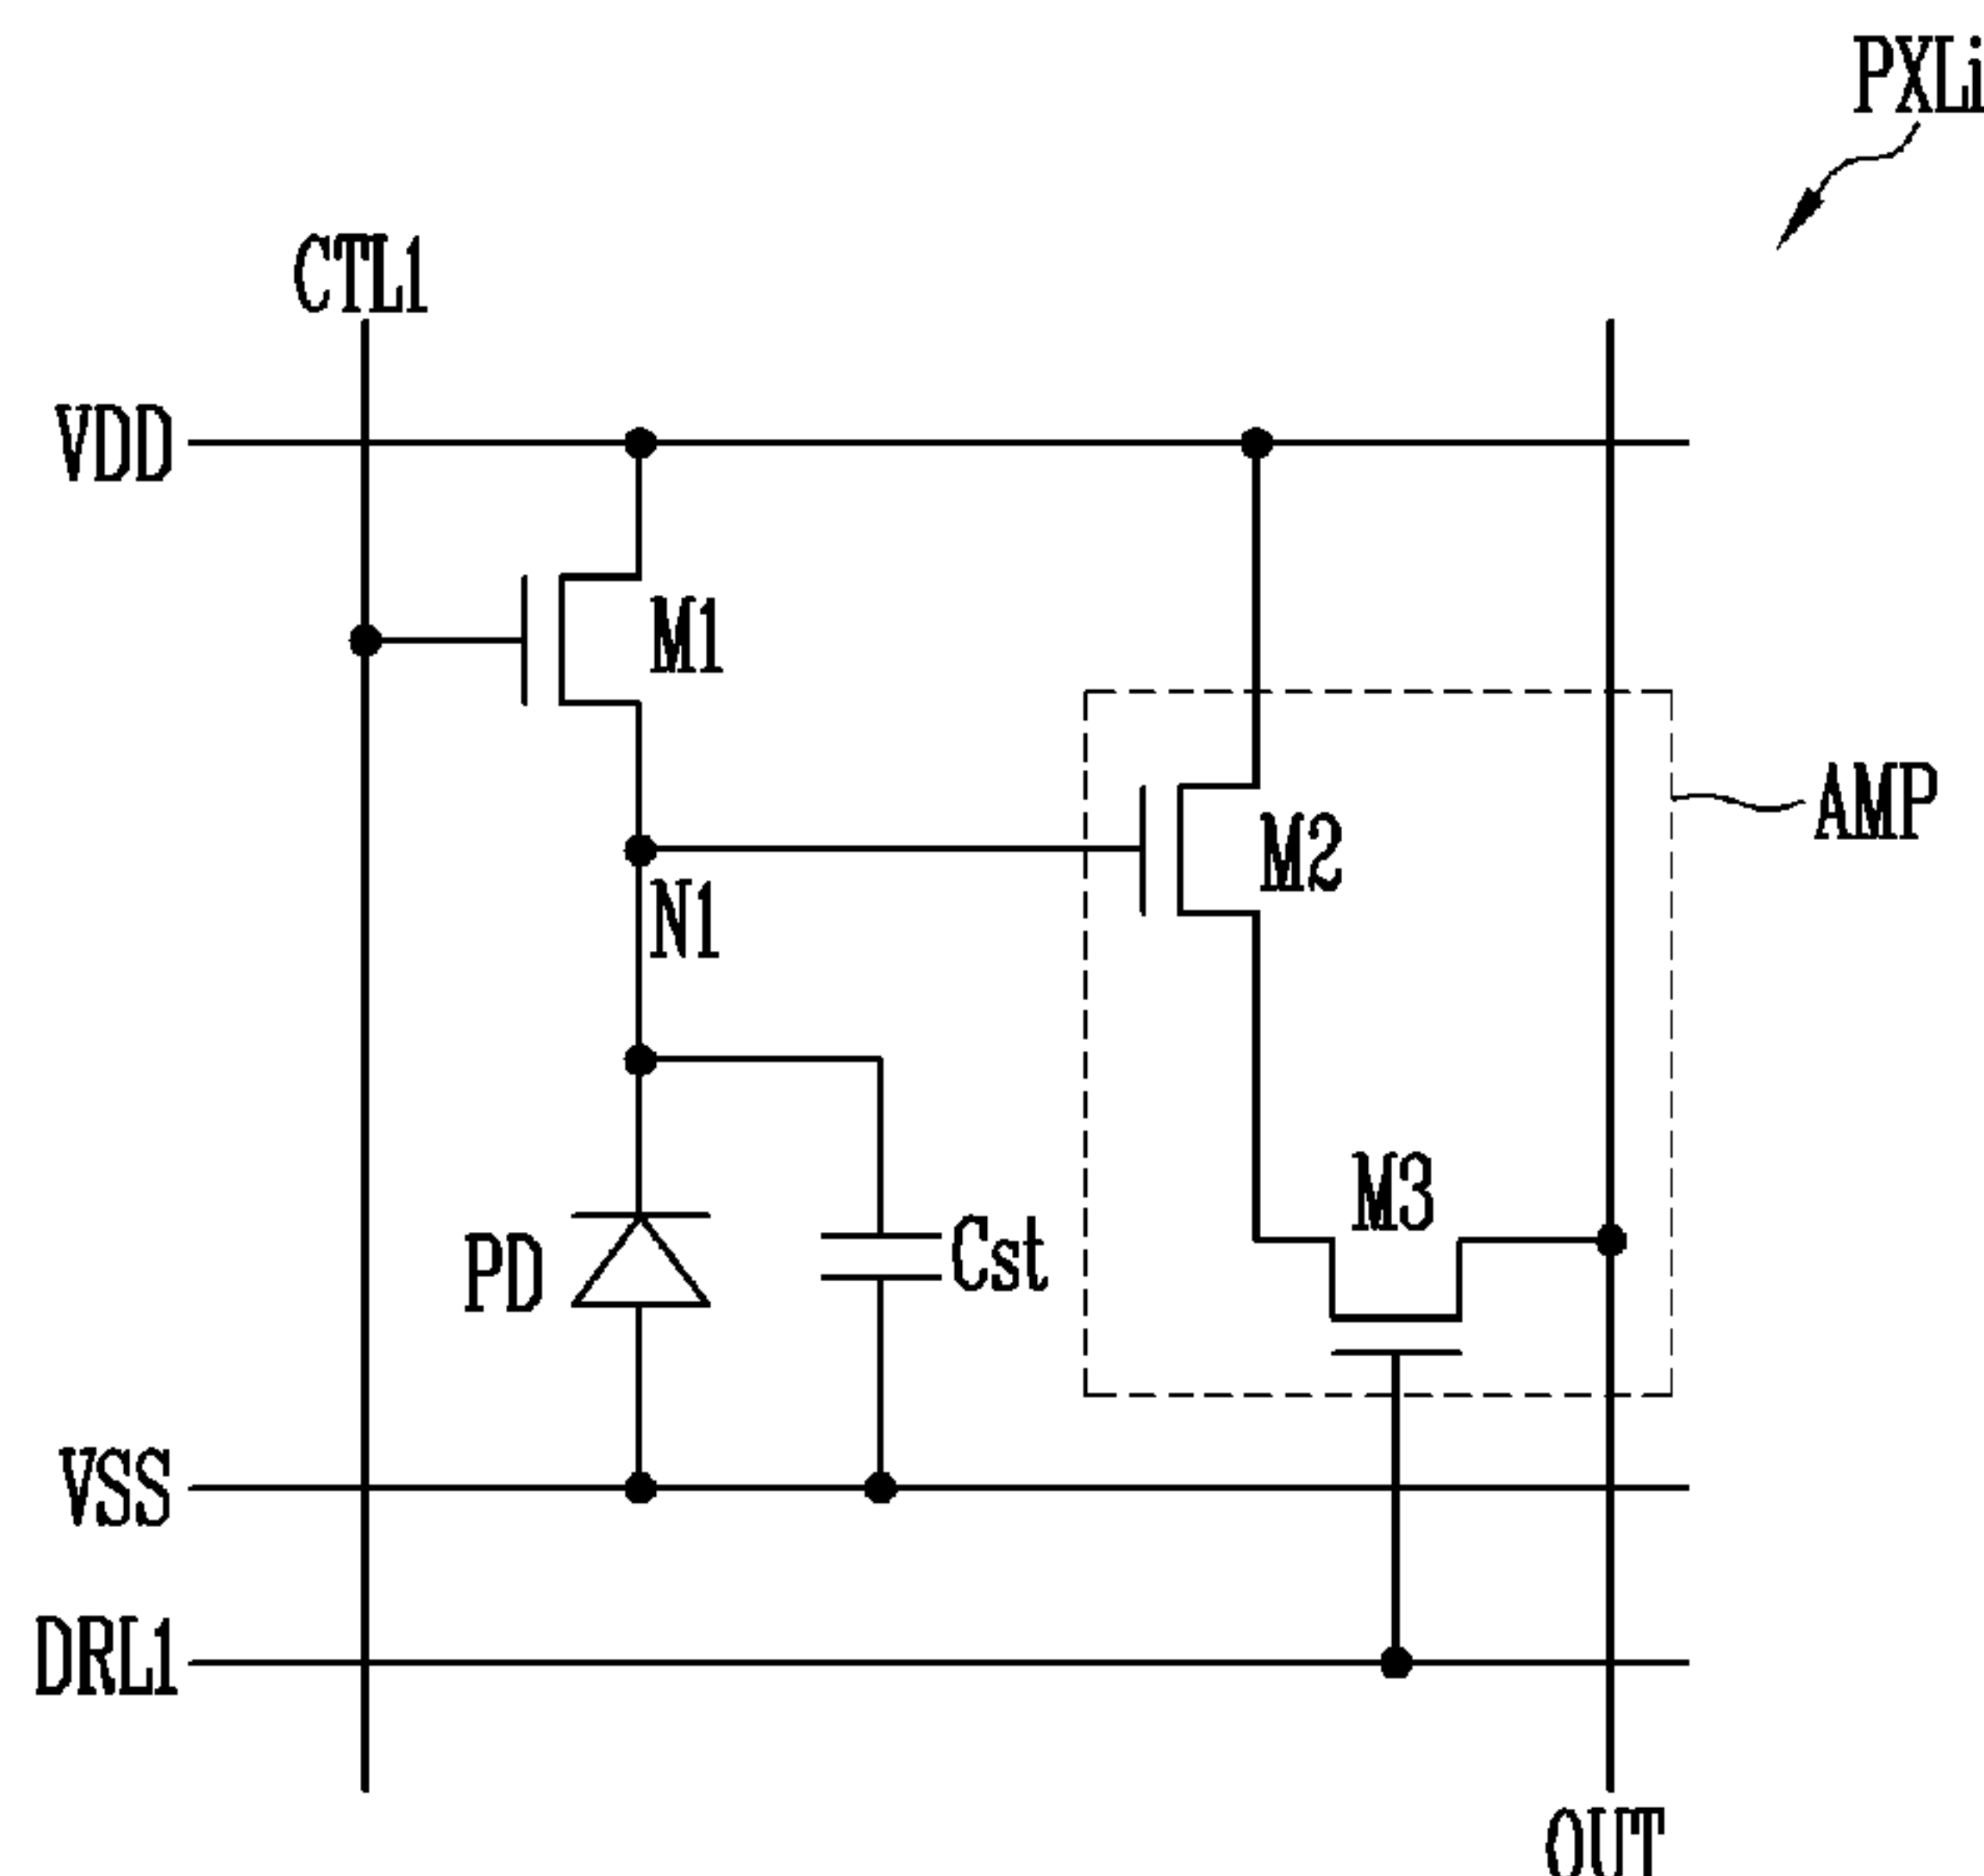 PXLi
CTL1
VDD
M1
AMP
M2
N1
M3
PD
Cst
VSS
DRL1
OUT